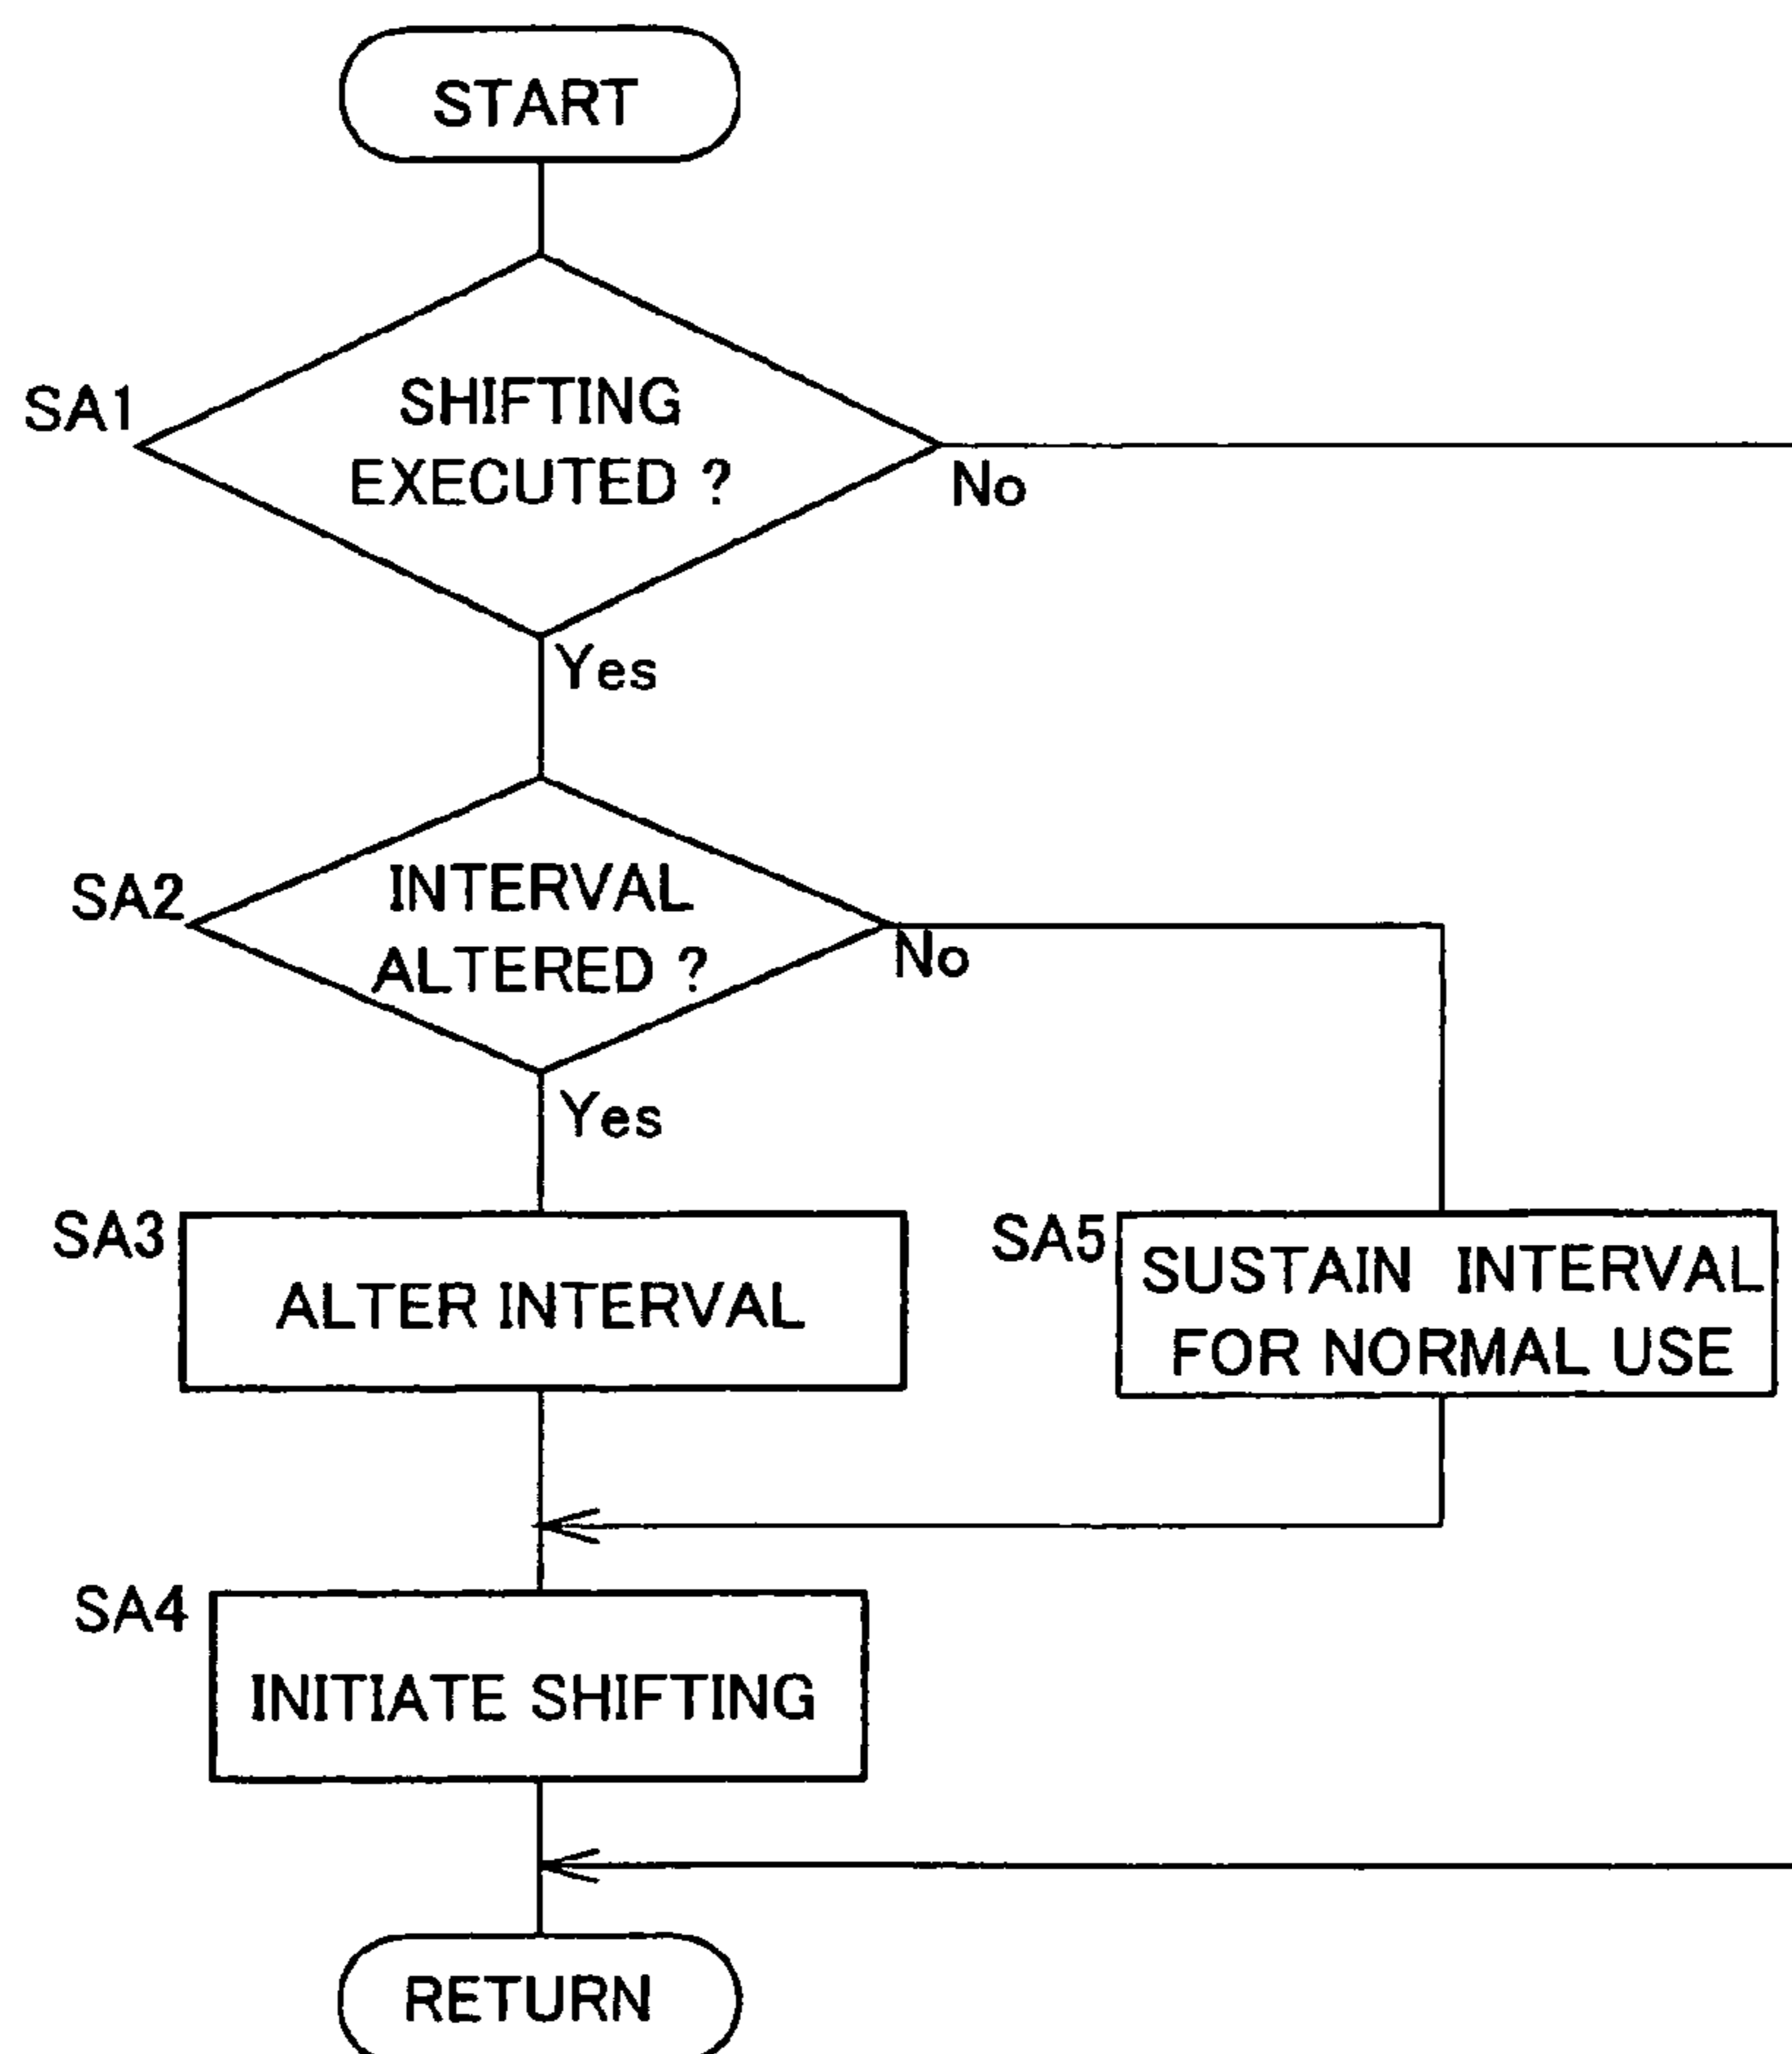 START
SA1
SHIFTING
EXECUTED ?
No
Yes
SA2
INTERVAL
ALTERED ?
No
Yes
SA3
ALTER INTERVAL
SA5
SUSTAIN INTERVAL
FOR NORMAL USE
SA4
INITIATE SHIFTING
RETURN